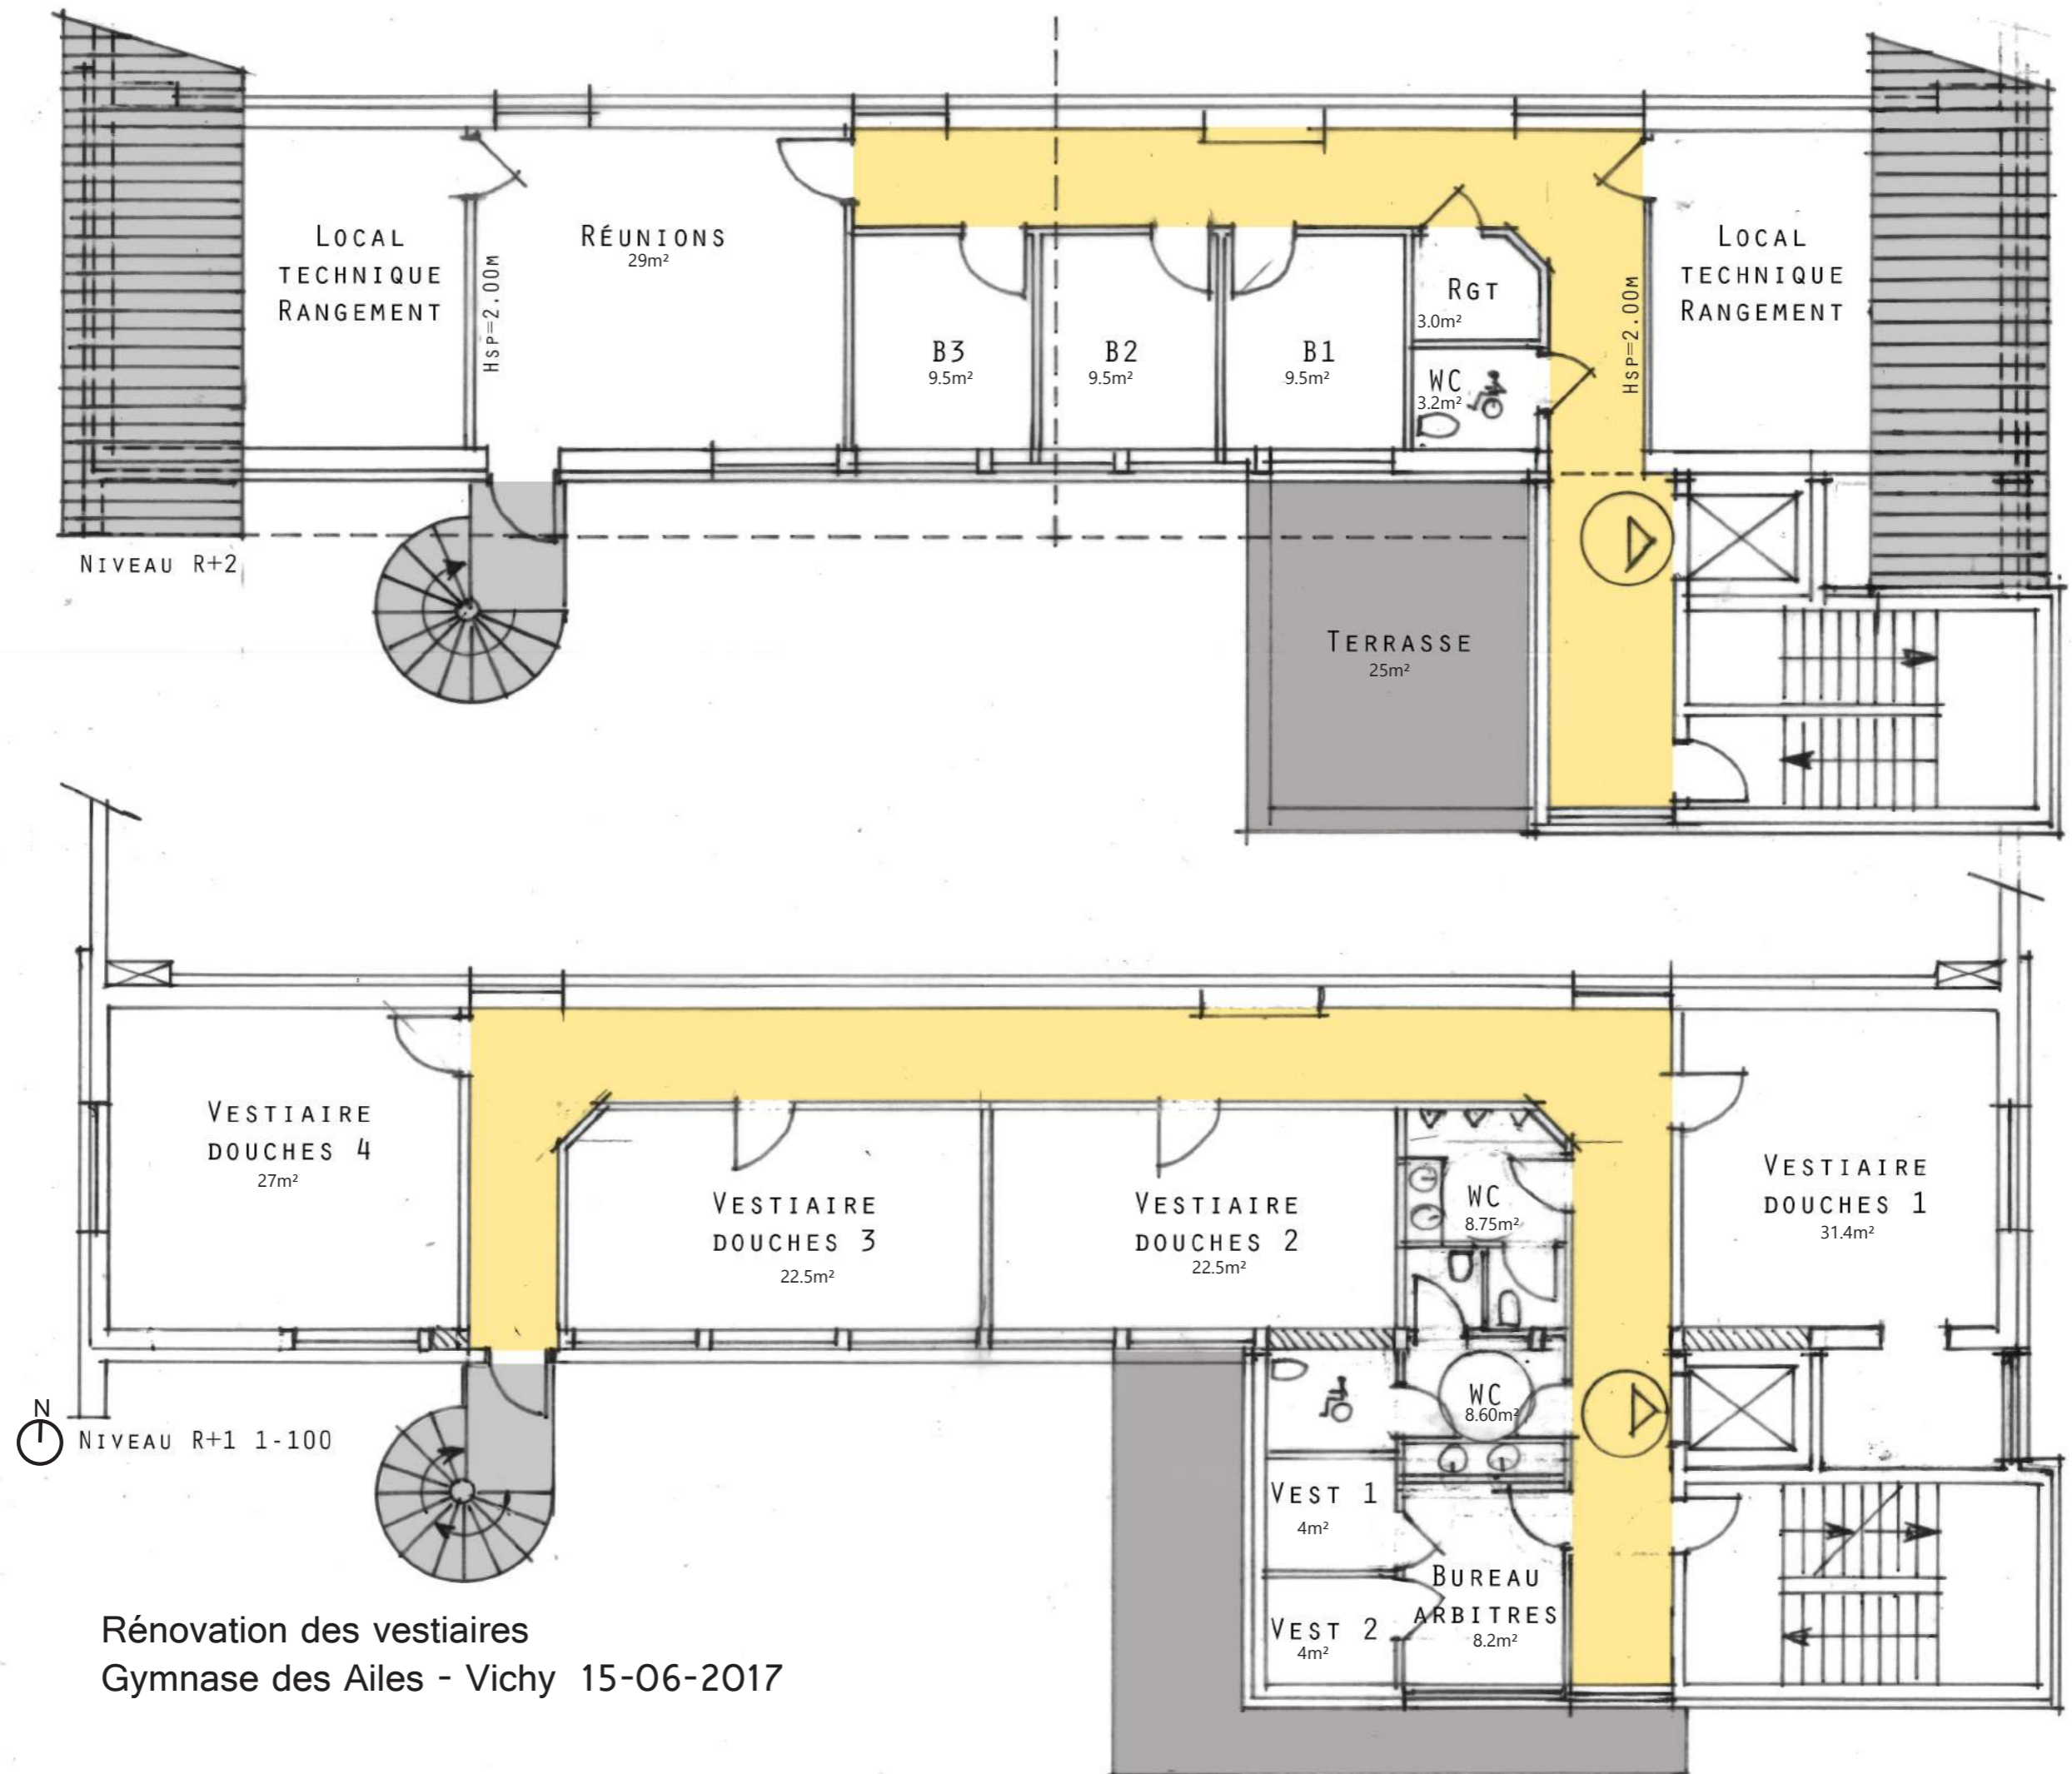 LOCAL
TECHNIQUE
RANGEMENT
HSP=2.00M
RÉUNIONS
29m²
B3
9.5m²
B2
9.5m²
B1
9.5m²
RGT
3.0m²
WC
3.2m²
HSP=2.00M
LOCAL
TECHNIQUE
RANGEMENT
NIVEAU R+2
TERRASSE
25m²
VESTIAIRE
DOUCHES 4
27m²
VESTIAIRE
DOUCHES 3
22.5m²
VESTIAIRE
DOUCHES 2
22.5m²
WC
8.75m²
VESTIAIRE
DOUCHES 1
31.4m²
WC
8.60m²
N
NIVEAU R+1 1-100
VEST 1
4m²
BUREAU
ARBITRES
8.2m²
VEST 2
4m²
Rénovation des vestiaires
Gymnase des Ailes - Vichy 15-06-2017